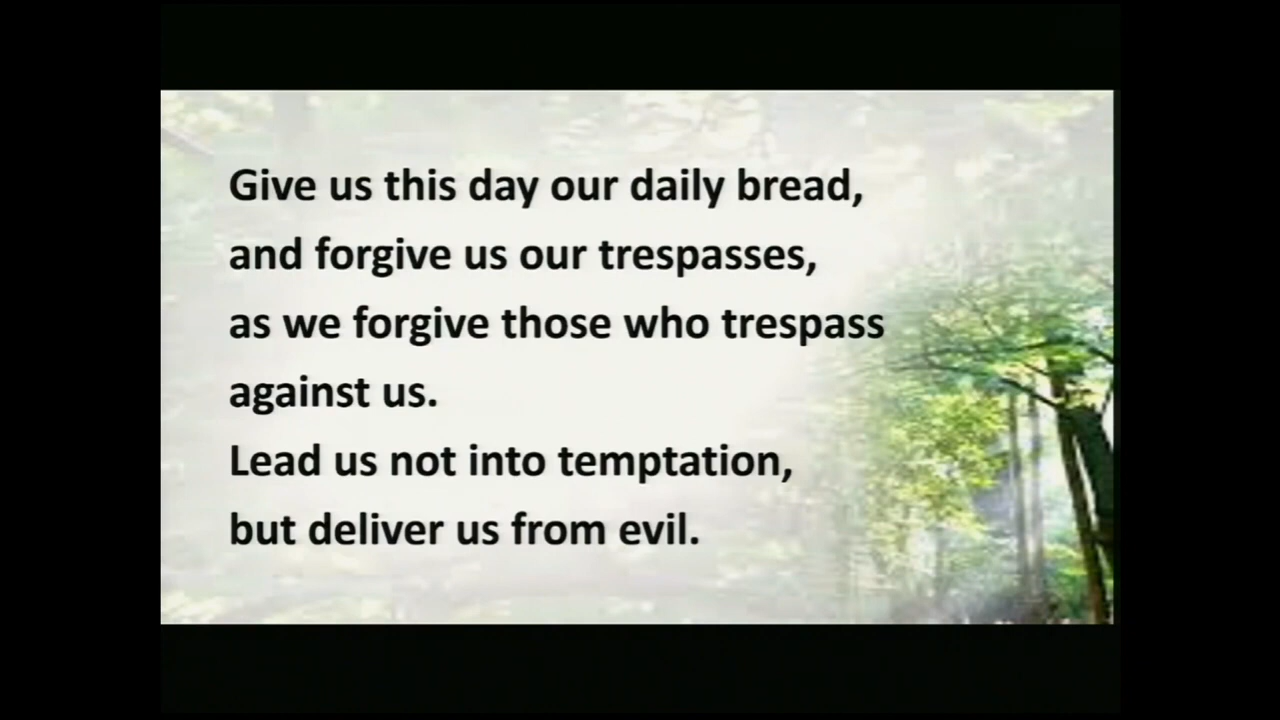 Give us this day our daily bread,
and forgive us our trespasses,
as we forgive those who trespass
against us.
Lead us not into temptation,
but deliver us from evil.